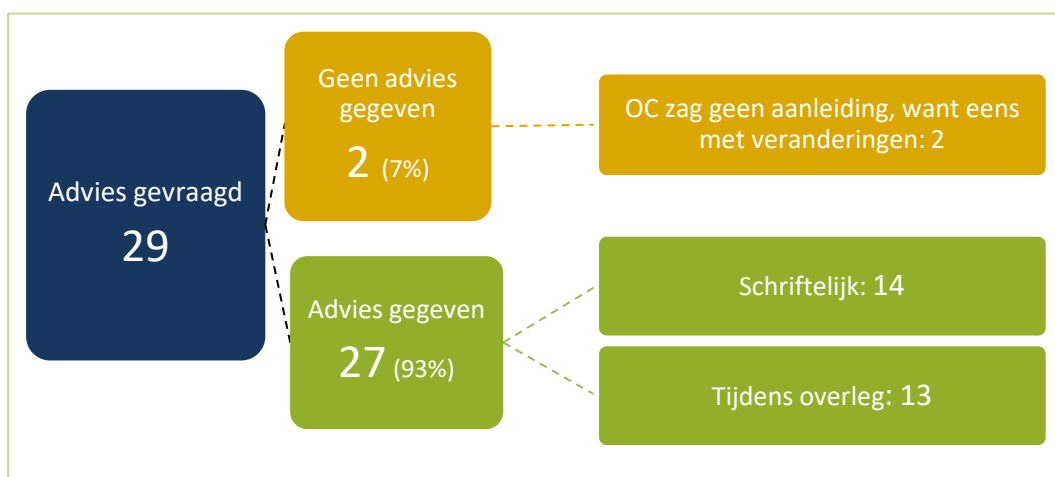 Advies gevraagd
29
Geen advies
gegeven
2 (7%)
OC zag geen aanleiding, want eens
met veranderingen: 2
Advies gegeven
27 (93%)
Schriftelijk: 14
Tijdens overleg: 13